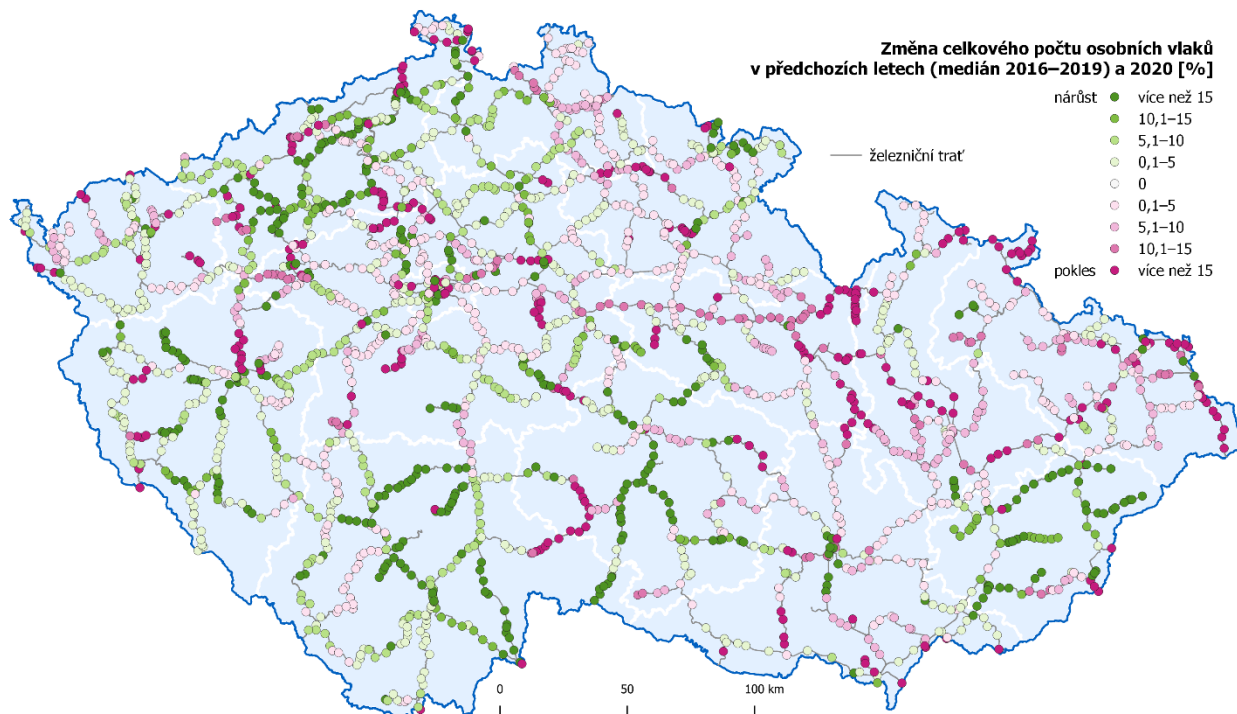 Změna celkového počtu osobních vlaků
v předchozích letech (medián 2016–2019) a 2020 [%]
nárůst více než 15
10,1–15
5,1–10
0,1–5
0
0,1–5
5,1–10
10,1–15
pokles více než 15
železniční trať
0 50 100 km